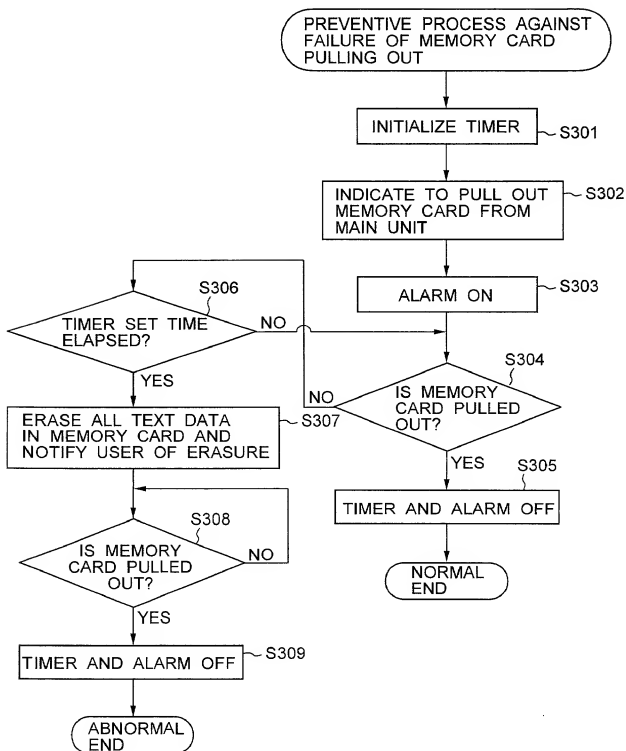 PREVENTIVE PROCESS AGAINST
FAILURE OF MEMORY CARD
PULLING OUT
INITIALIZE TIMER
S301
INDICATE TO PULL OUT
MEMORY CARD FROM
MAIN UNIT
S302
ALARM ON
S303
S304
IS MEMORY
CARD PULLED
OUT?
NO
YES
S305
TIMER AND ALARM OFF
NORMAL
END
S306
TIMER SET TIME
ELAPSED?
NO
YES
ERASE ALL TEXT DATA
IN MEMORY CARD AND
NOTIFY USER OF ERASURE
S307
S308
IS MEMORY
CARD PULLED
OUT?
NO
YES
TIMER AND ALARM OFF
S309
ABNORMAL
END